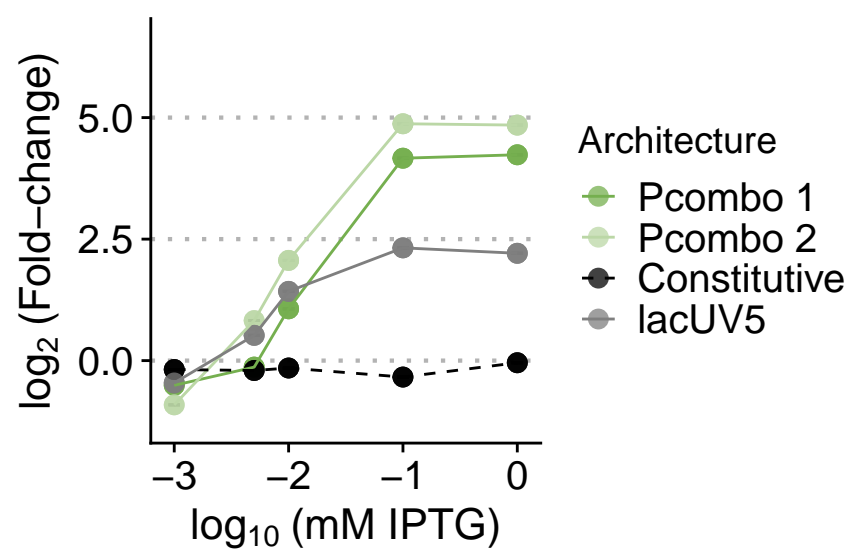 log₂ (Fold−change)
5.0
2.5
0.0
−3 −2 −1 0
log₁₀ (mM IPTG)
Architecture
Pcombo 1
Pcombo 2
Constitutive
lacUV5